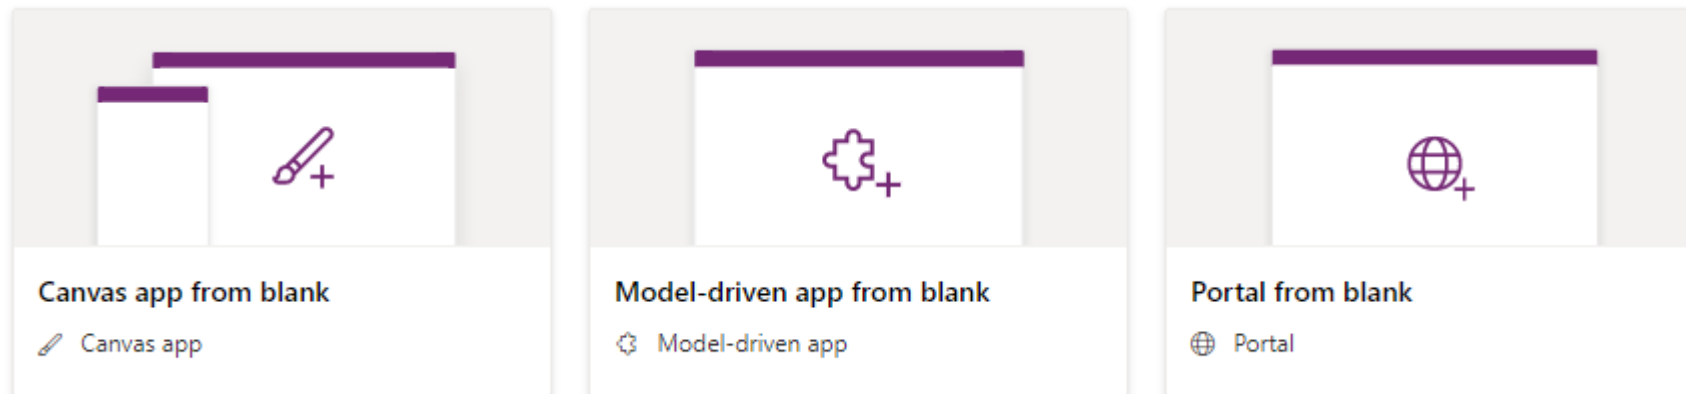 Canvas app from blank
Canvas app
Model-driven app from blank
Model-driven app
Portal from blank
Portal